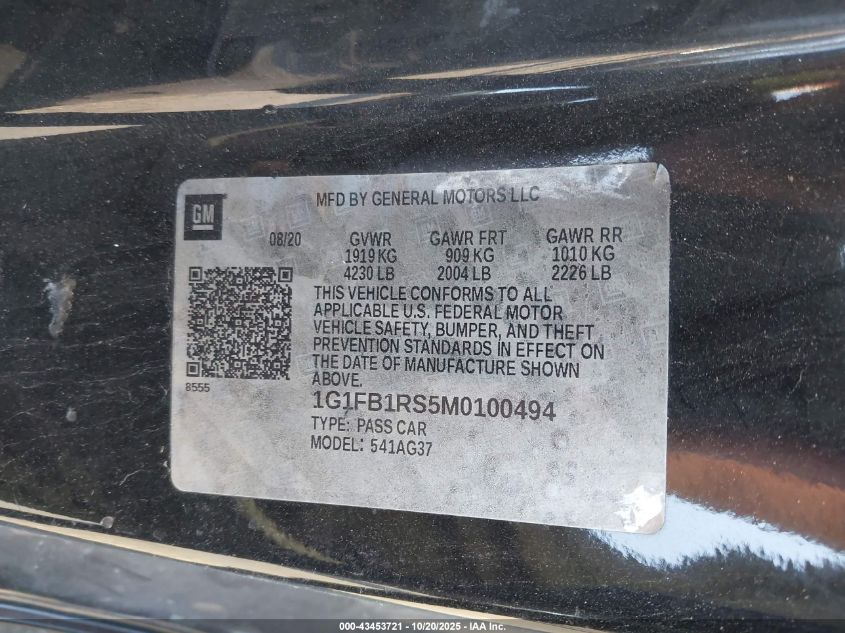 GM
MFD BY GENERAL MOTORS LLC
08/20 GVWR GAWR FRT GAWR RR
1919 KG 909 KG 1010 KG
4230 LB 2004 LB 2226 LB
THIS VEHICLE CONFORMS TO ALL
APPLICABLE U.S. FEDERAL MOTOR
VEHICLE SAFETY, BUMPER, AND THEFT
PREVENTION STANDARDS IN EFFECT ON
THE DATE OF MANUFACTURE SHOWN
ABOVE.
8555
1G1FB1RS5M0100494
TYPE: PASS CAR
MODEL: 541AG37
000-43453721 - 10/20/2025 - IAA Inc.